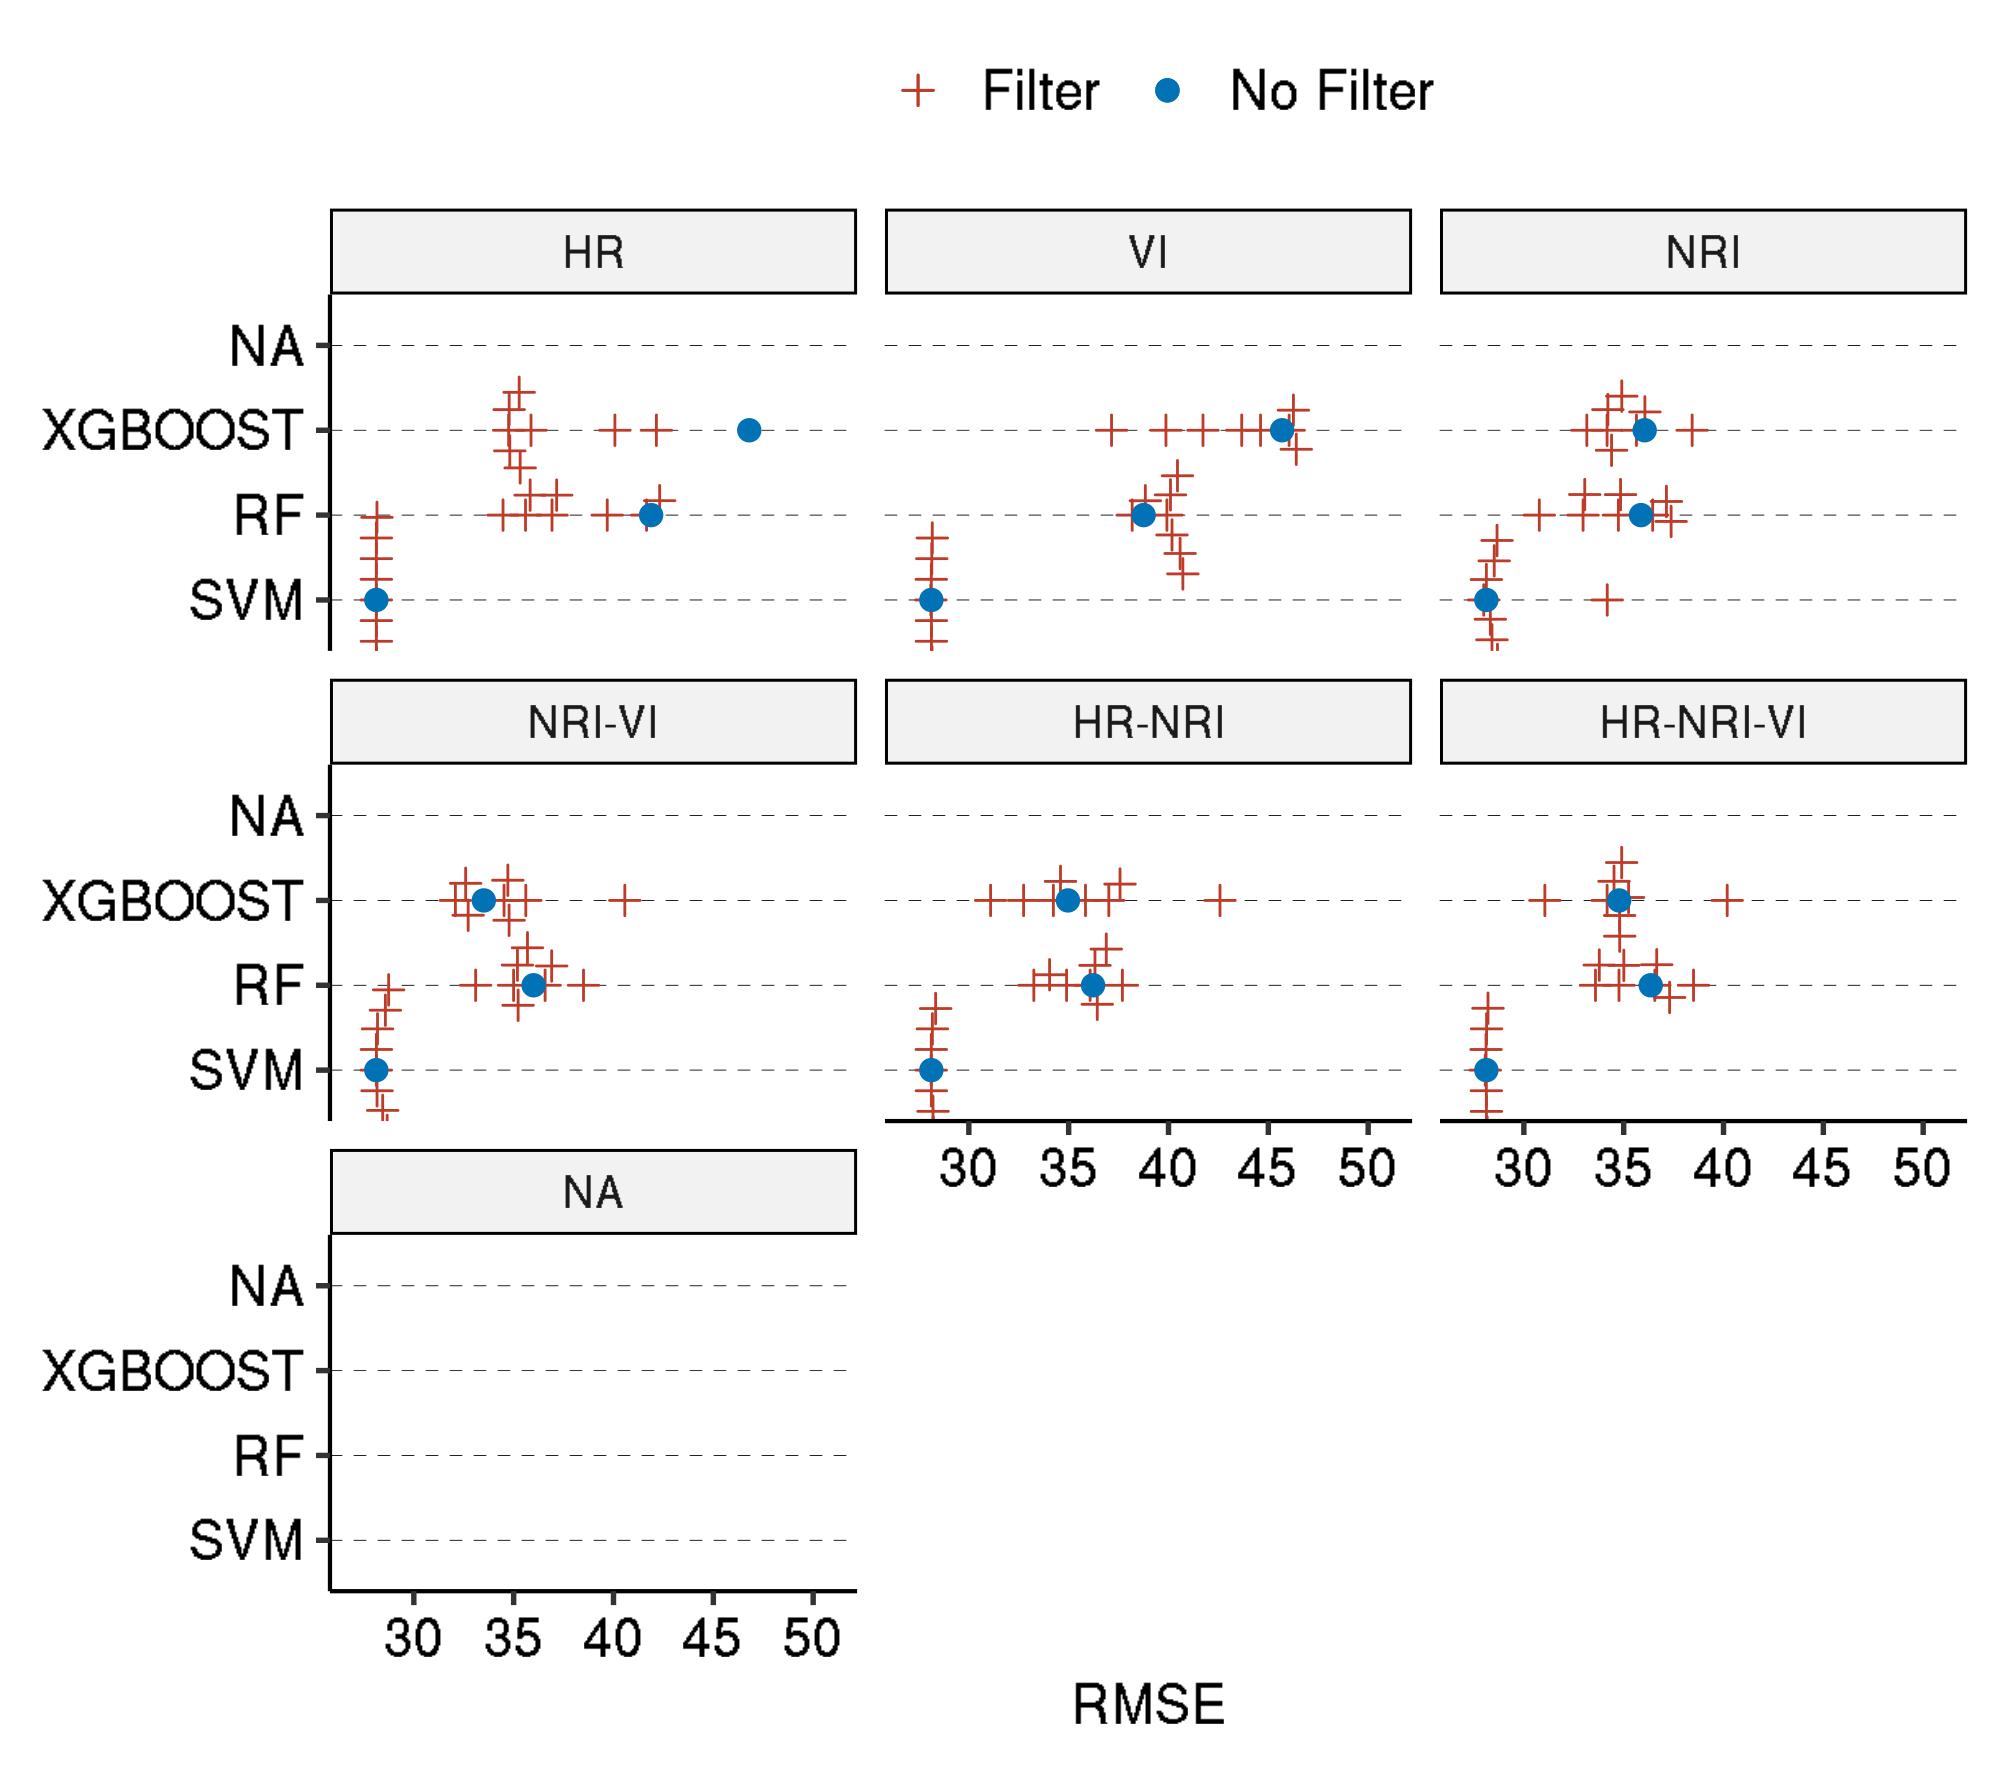 Filter No Filter
HR VI NRI
NA
XGBOOST
RF
SVM
NRI-VI HR-NRI HR-NRI-VI
NA
XGBOOST
RF
SVM
30 35 40 45 50 30 35 40 45 50
NA
NA
XGBOOST
RF
SVM
30 35 40 45 50
RMSE